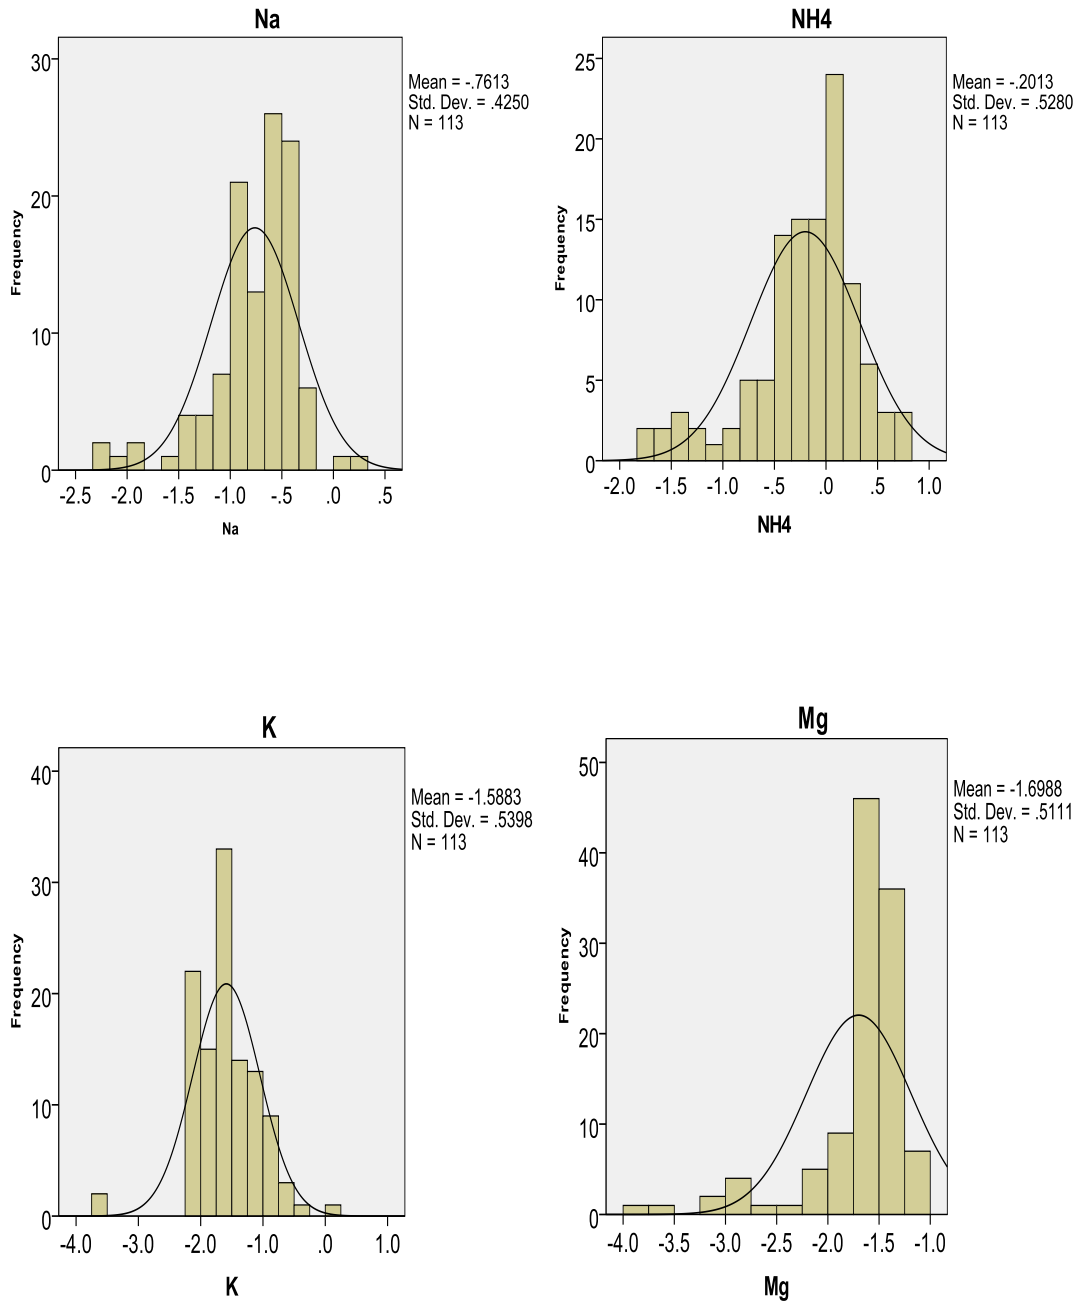 Na
30
20
10
0
Frequency
-2.5 -2.0 -1.5 -1.0 -.5 .0 .5
Na
Mean = -.7613
Std. Dev. = .4250
N = 113
NH4
25
20
15
10
5
0
Frequency
-2.0 -1.5 -1.0 -.5 .0 .5 1.0
NH4
Mean = -.2013
Std. Dev. = .5280
N = 113
K
40
30
20
10
0
Frequency
-4.0 -3.0 -2.0 -1.0 .0 1.0
K
Mean = -1.5883
Std. Dev. = .5398
N = 113
Mg
50
40
30
20
10
0
Frequency
-4.0 -3.5 -3.0 -2.5 -2.0 -1.5 -1.0
Mg
Mean = -1.6988
Std. Dev. = .5111
N = 113